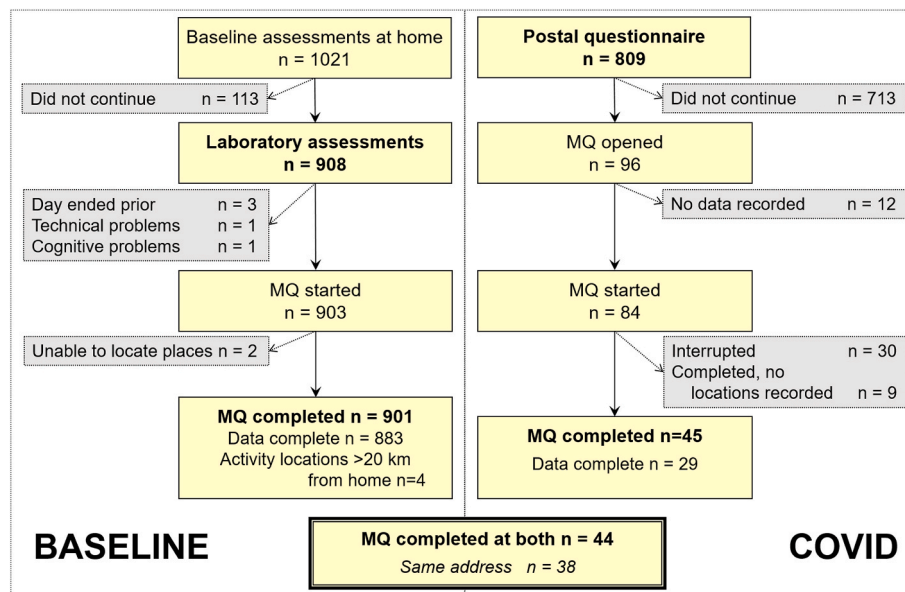 Baseline assessments at home
n = 1021
Did not continue n = 113
Laboratory assessments
n = 908
Day ended prior n = 3
Technical problems n = 1
Cognitive problems n = 1
MQ started
n = 903
Unable to locate places n = 2
MQ completed n = 901
Data complete n = 883
Activity locations >20 km
from home n=4
BASELINE
Postal questionnaire
n = 809
Did not continue n = 713
MQ opened
n = 96
No data recorded n = 12
MQ started
n = 84
Interrupted n = 30
Completed, no
locations recorded n = 9
MQ completed n=45
Data complete n = 29
COVID
MQ completed at both n = 44
Same address n = 38